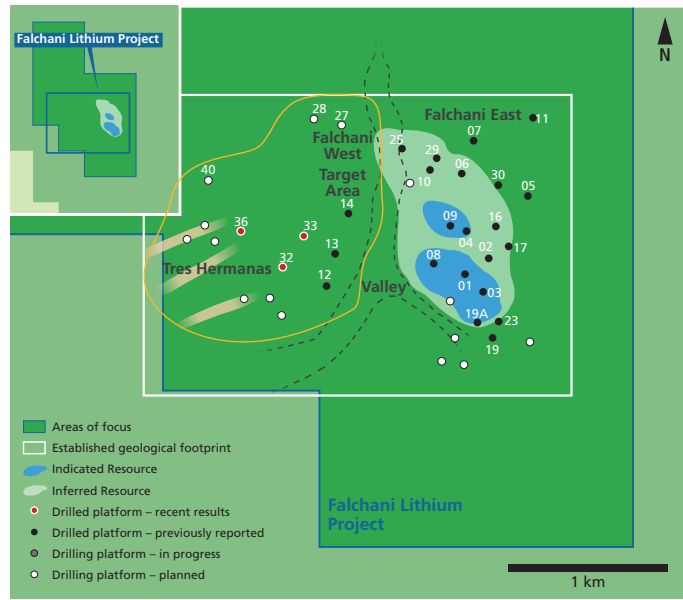 Falchani Lithium Project
N
28
27
Falchani East
11
Falchani
West
25
07
29
06
Target
Area
10
30
40
05
14
36
33
09
16
04
13
17
Tres Hermanas
32
08
02
12
Valley
01
03
19A
23
19
Areas of focus
Established geological footprint
Indicated Resource
Inferred Resource
Drilled platform – recent results
Drilled platform – previously reported
Drilling platform – in progress
Drilling platform – planned
Falchani Lithium
Project
1 km